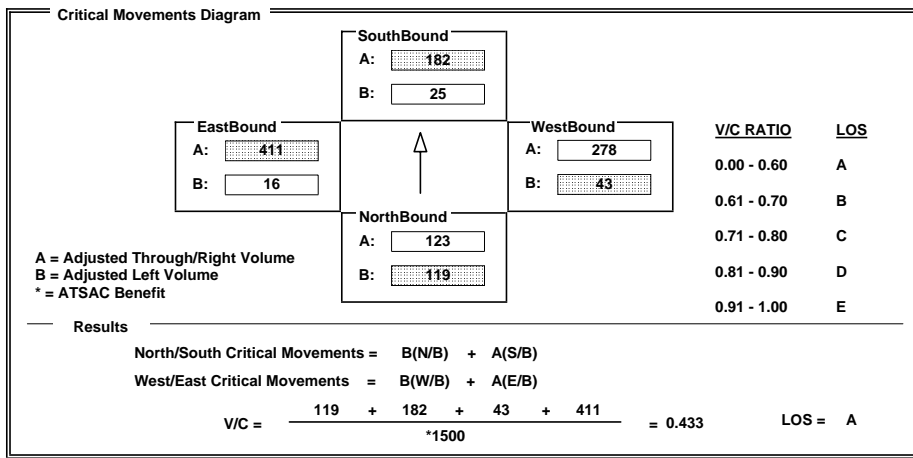 Critical Movements Diagram
SouthBound
A: 182
B: 25
EastBound
A: 411
B: 16
WestBound
A: 278
B: 43
NorthBound
A: 123
B: 119
V/C RATIO LOS
0.00 - 0.60 A
0.61 - 0.70 B
0.71 - 0.80 C
0.81 - 0.90 D
0.91 - 1.00 E
A = Adjusted Through/Right Volume
B = Adjusted Left Volume
* = ATSAC Benefit
Results
North/South Critical Movements = B(N/B) + A(S/B)
West/East Critical Movements = B(W/B) + A(E/B)
V/C = 119 + 182 + 43 + 411 = 0.433 LOS = A
*1500